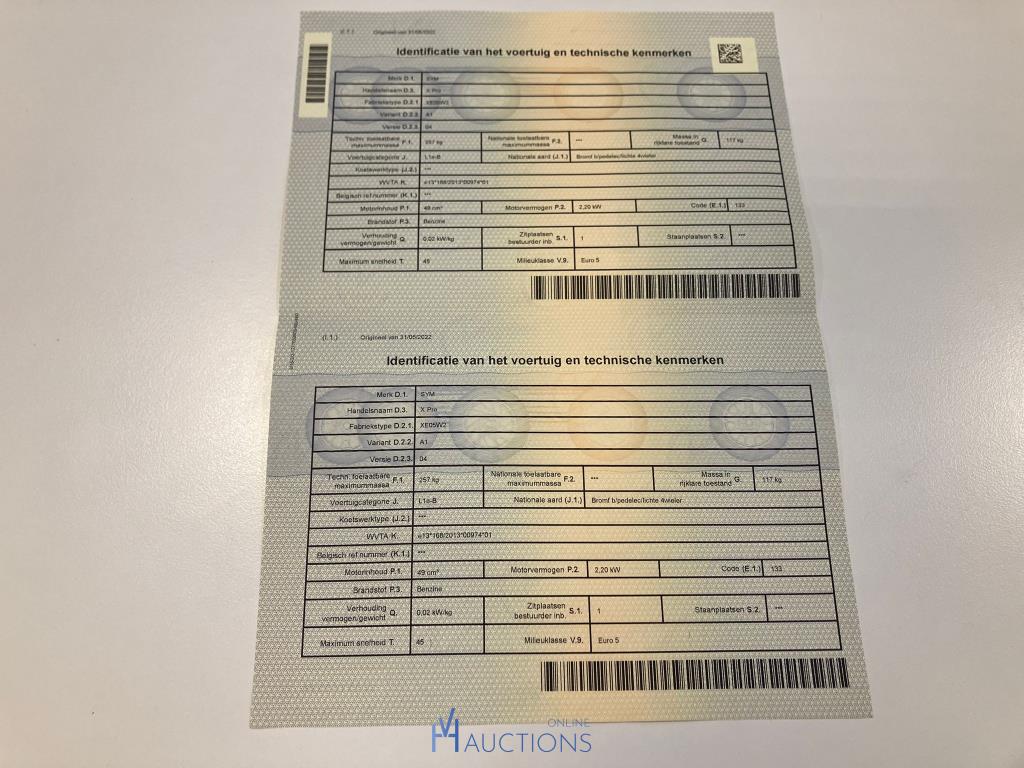 (I.1.) Origineel van 31/05/2022
Identificatie van het voertuig en technische kenmerken
Merk D.1. SYM
Handelsnaam D.3. X Pro
Fabriekstype D.2.1. XE05W2
Variant D.2.2. A1
Versie D.2.3. 04
Techn. toelaatbare maximummassa F.1. 257 kg Nationale toelaatbare maximummassa F.2. --- Massa in rijklare toestand G. 117 kg
Voertuigcategorie J. L1e-B Nationale aard (J.1.) Bromf b/pedelec/lichte 4wieler
Koetswerktype (J.2.) ---
WVTA K. e13*168/2013*00974*01
Belgisch ref.nummer (K.1.) ---
Motorinhoud P.1. 49 cm³ Motorvermogen P.2. 2,20 kW Code (E.1.) 133
Brandstof P.3. Benzine
Verhouding vermogen/gewicht Q. 0,02 kW/kg Zitplaatsen bestuurder inb. S.1. 1 Staanplaatsen S.2. ---
Maximum snelheid T. 45 Milieuklasse V.9. Euro 5
(I.1.) Origineel van 31/05/2022
Identificatie van het voertuig en technische kenmerken
Merk D.1. SYM
Handelsnaam D.3. X Pro
Fabriekstype D.2.1. XE05W2
Variant D.2.2. A1
Versie D.2.3. 04
Techn. toelaatbare maximummassa F.1. 257 kg Nationale toelaatbare maximummassa F.2. --- Massa in rijklare toestand G. 117 kg
Voertuigcategorie J. L1e-B Nationale aard (J.1.) Bromf b/pedelec/lichte 4wieler
Koetswerktype (J.2.) ---
WVTA K. e13*168/2013*00974*01
Belgisch ref.nummer (K.1.) ---
Motorinhoud P.1. 49 cm³ Motorvermogen P.2. 2,20 kW Code (E.1.) 133
Brandstof P.3. Benzine
Verhouding vermogen/gewicht Q. 0,02 kW/kg Zitplaatsen bestuurder inb. S.1. 1 Staanplaatsen S.2. ---
Maximum snelheid T. 45 Milieuklasse V.9. Euro 5
ONLINE
AUCTIONS